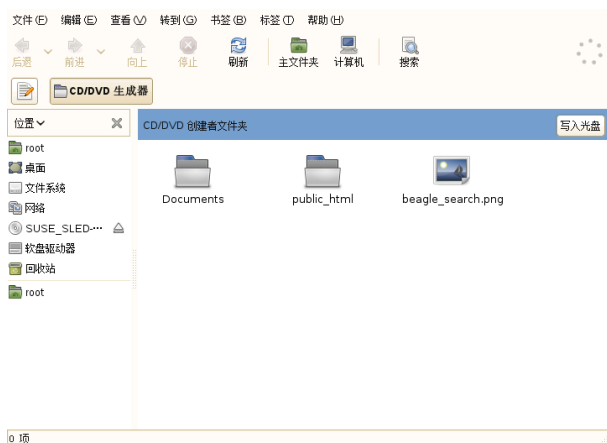 文件(F) 编辑(E) 查看(V) 转到(G) 书签(B) 标签(T) 帮助(H)
后退 前进 向上 停止 刷新 主文件夹 计算机 搜索
CD/DVD 生成器
位置
CD/DVD 创建者文件夹
写入光盘
root
桌面
文件系统
网络
SUSE_SLED-···
软盘驱动器
回收站
root
Documents
public_html
beagle_search.png
0 项